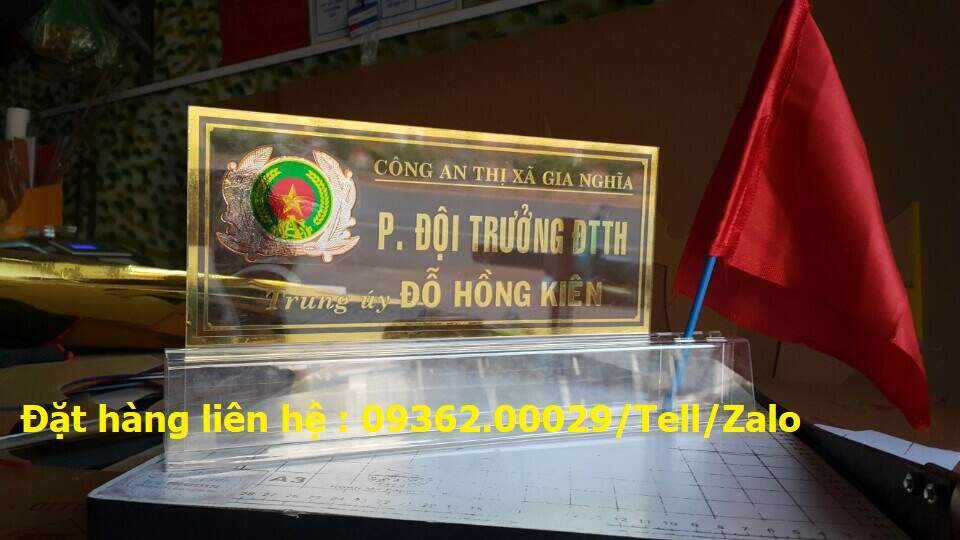 CÔNG AN THỊ XÃ GIA NGHĨA
P. ĐỘI TRƯỞNG ĐTTH
Trung úy ĐỖ HỒNG KIÊN
Đặt hàng liên hệ : 09362.00029/Tell/Zalo
A3